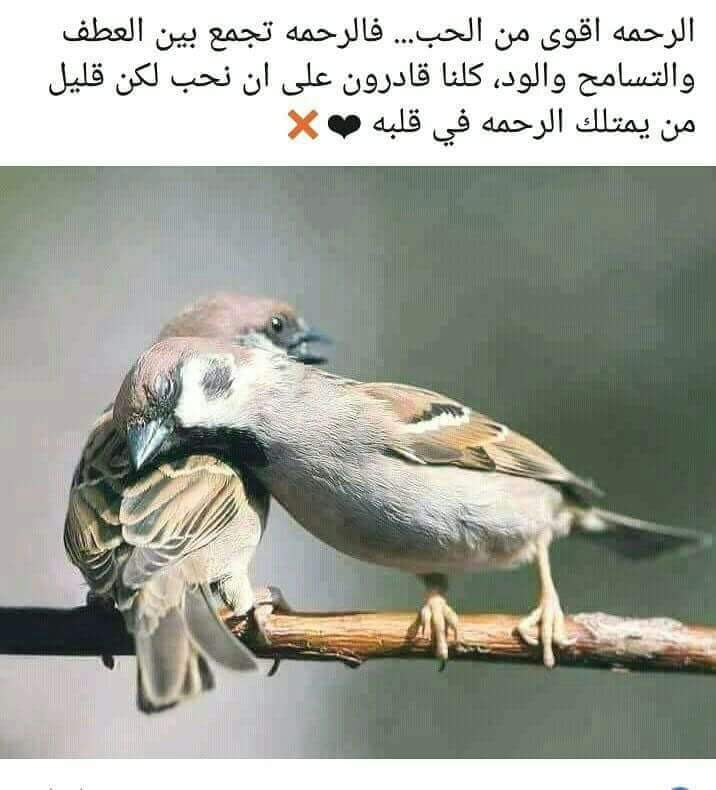 الرحمه اقوى من الحب... فالرحمه تجمع بين العطف
والتسامح والود، كلنا قادرون على ان نحب لكن قليل
من يمتلك الرحمه في قلبه ❤❌